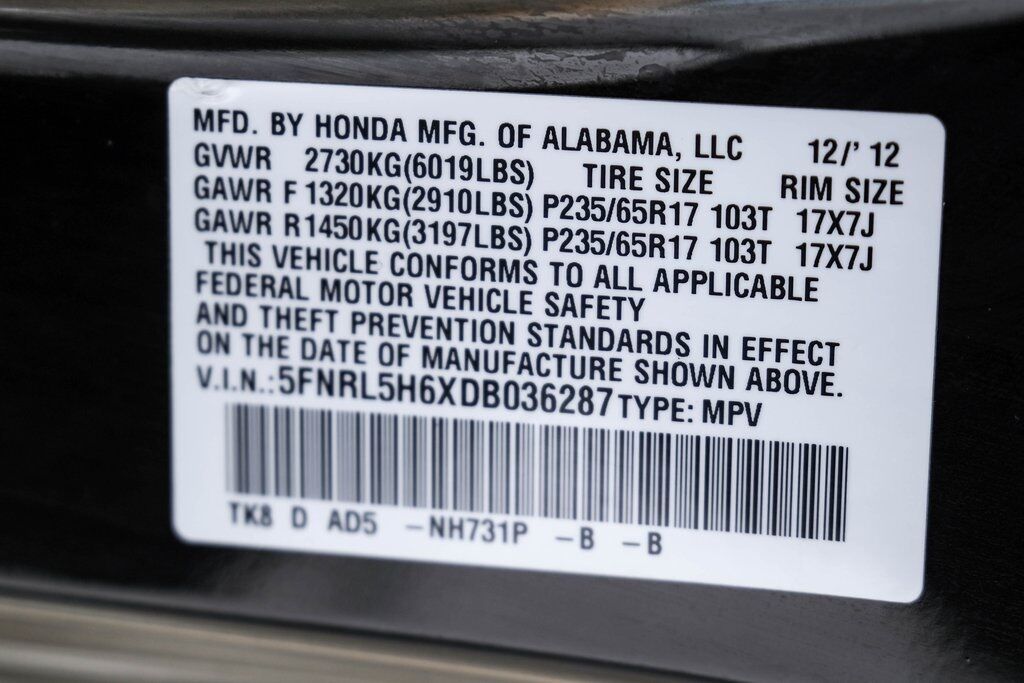 MFD. BY HONDA MFG. OF ALABAMA, LLC 12/' 12
GVWR 2730KG(6019LBS) TIRE SIZE RIM SIZE
GAWR F 1320KG(2910LBS) P235/65R17 103T 17X7J
GAWR R1450KG(3197LBS) P235/65R17 103T 17X7J
THIS VEHICLE CONFORMS TO ALL APPLICABLE
FEDERAL MOTOR VEHICLE SAFETY
AND THEFT PREVENTION STANDARDS IN EFFECT
ON THE DATE OF MANUFACTURE SHOWN ABOVE.
V.I.N.: 5FNRL5H6XDB036287 TYPE: MPV
TK8 D AD5 -NH731P -B -B